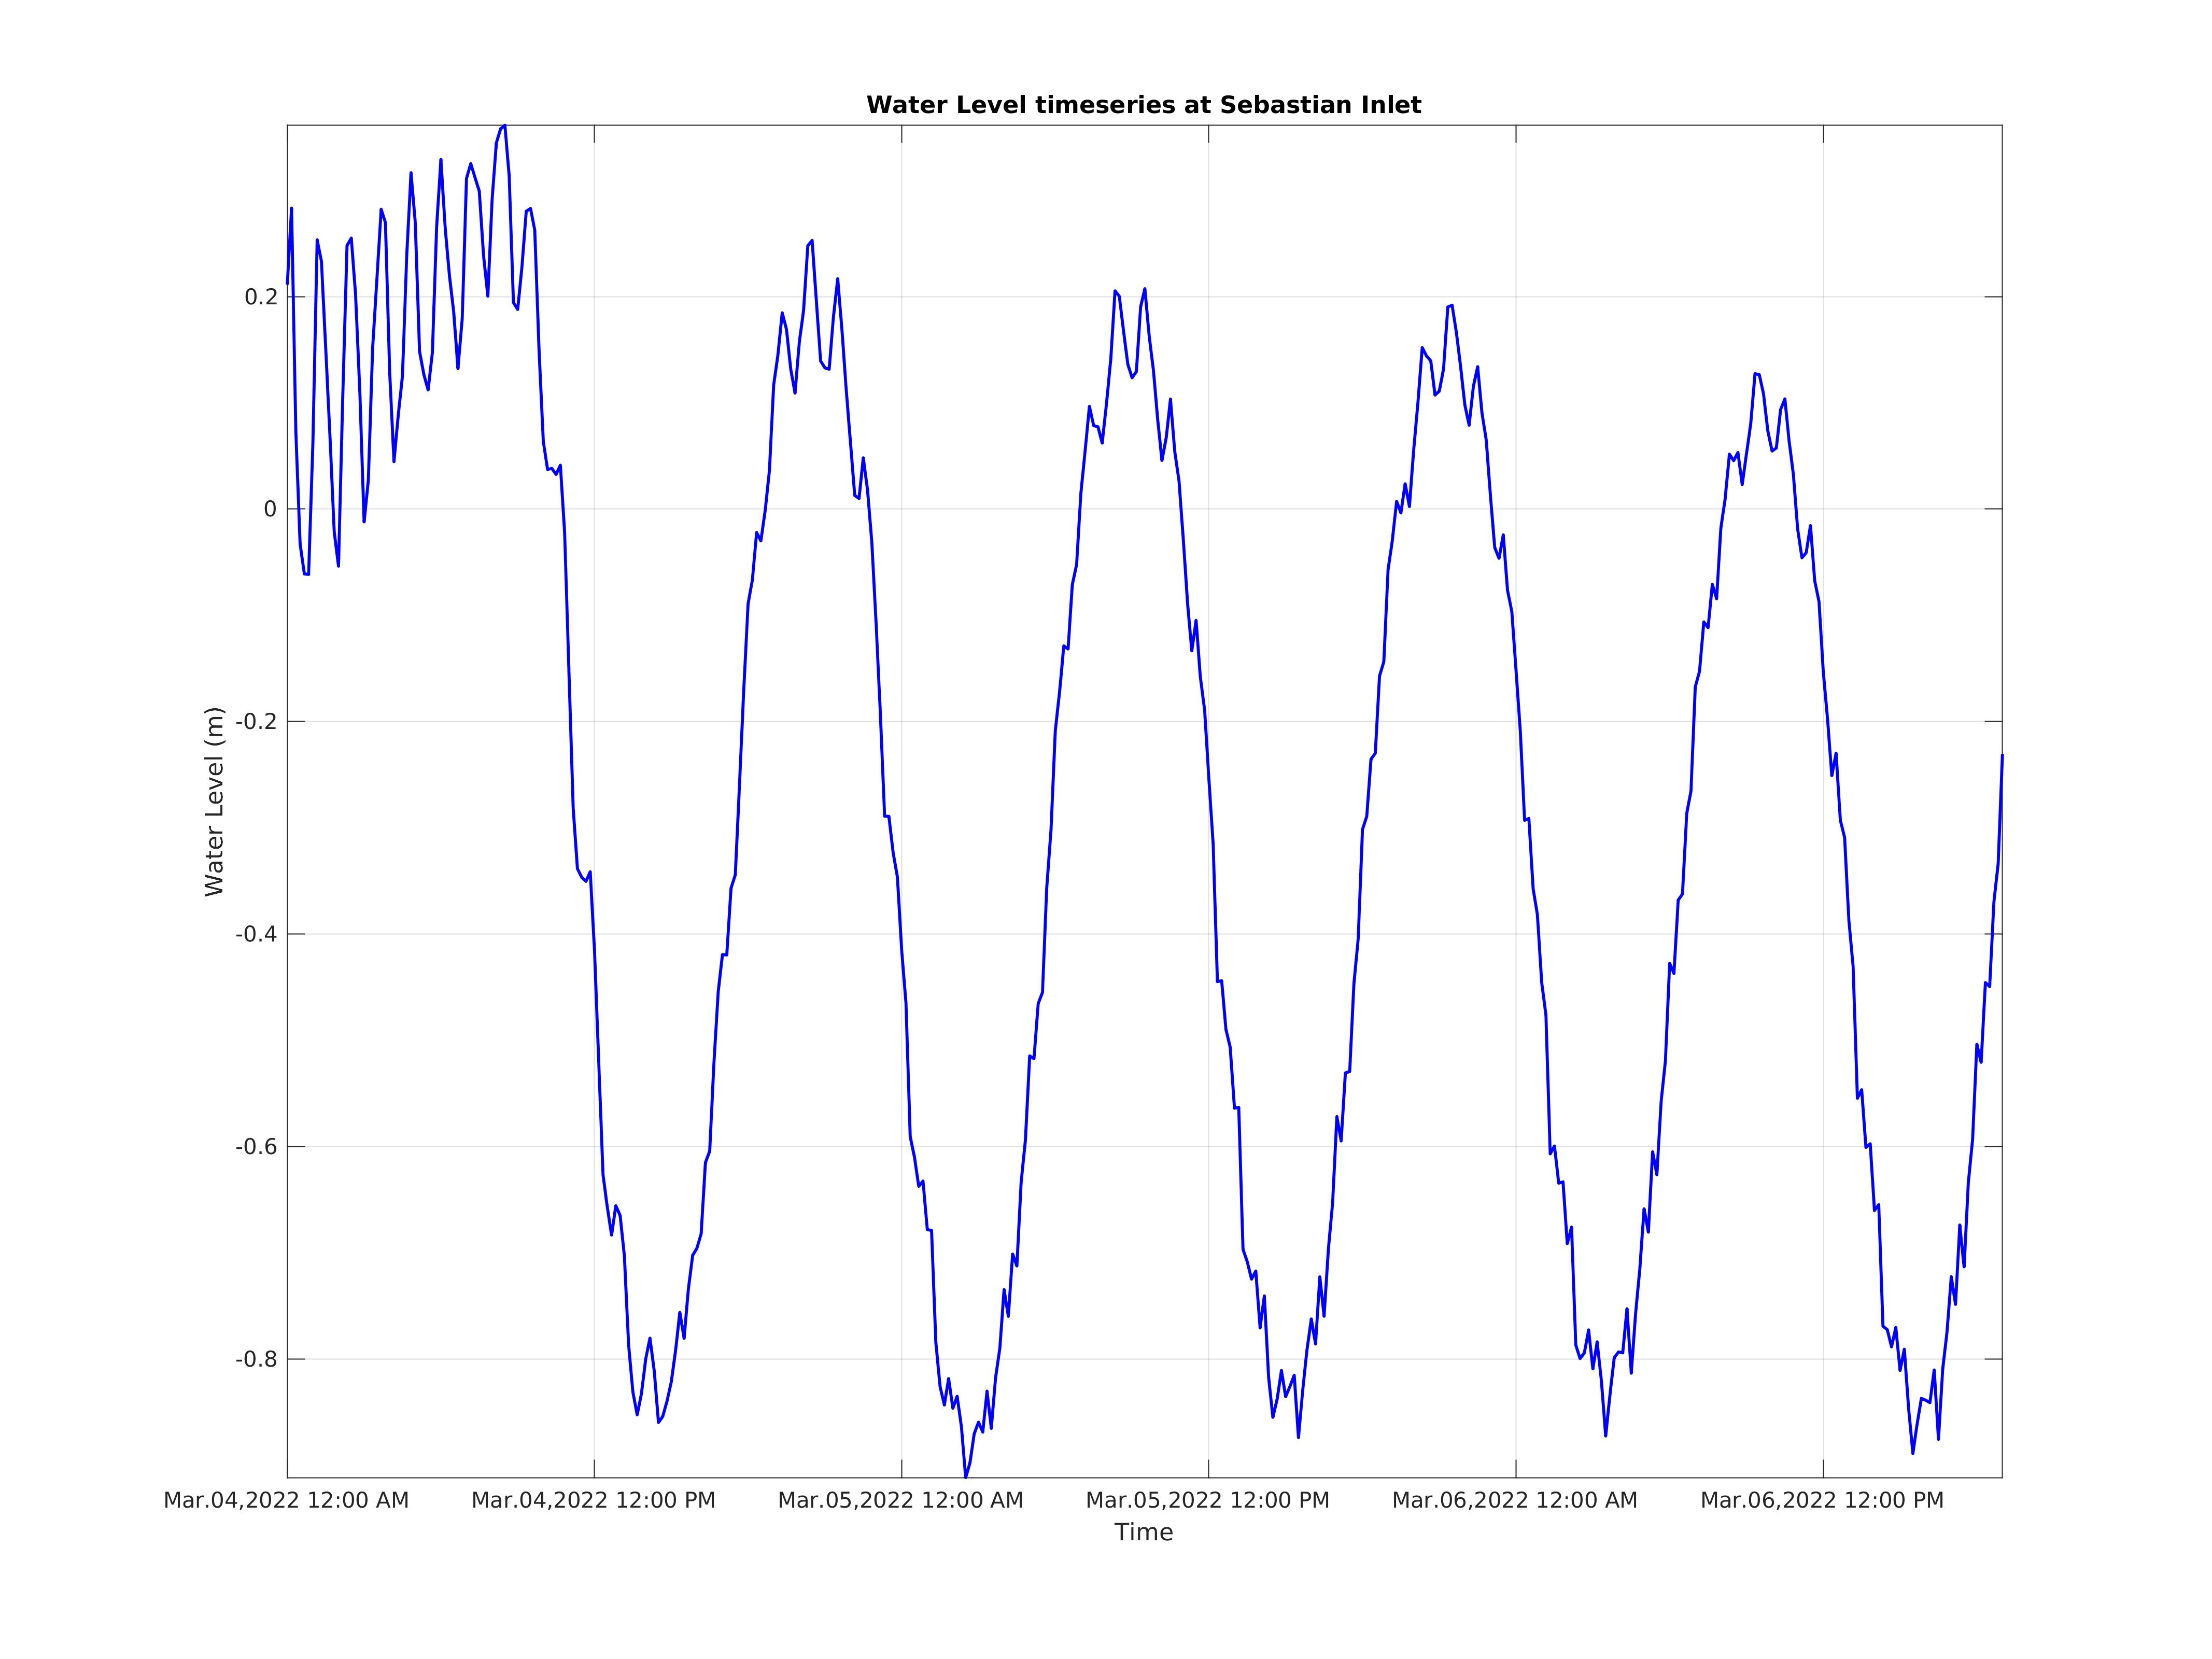 Water Level timeseries at Sebastian Inlet
0.2
0
-0.2
-0.4
-0.6
-0.8
Water Level (m)
Mar.04,2022 12:00 AM
Mar.04,2022 12:00 PM
Mar.05,2022 12:00 AM
Mar.05,2022 12:00 PM
Mar.06,2022 12:00 AM
Mar.06,2022 12:00 PM
Time